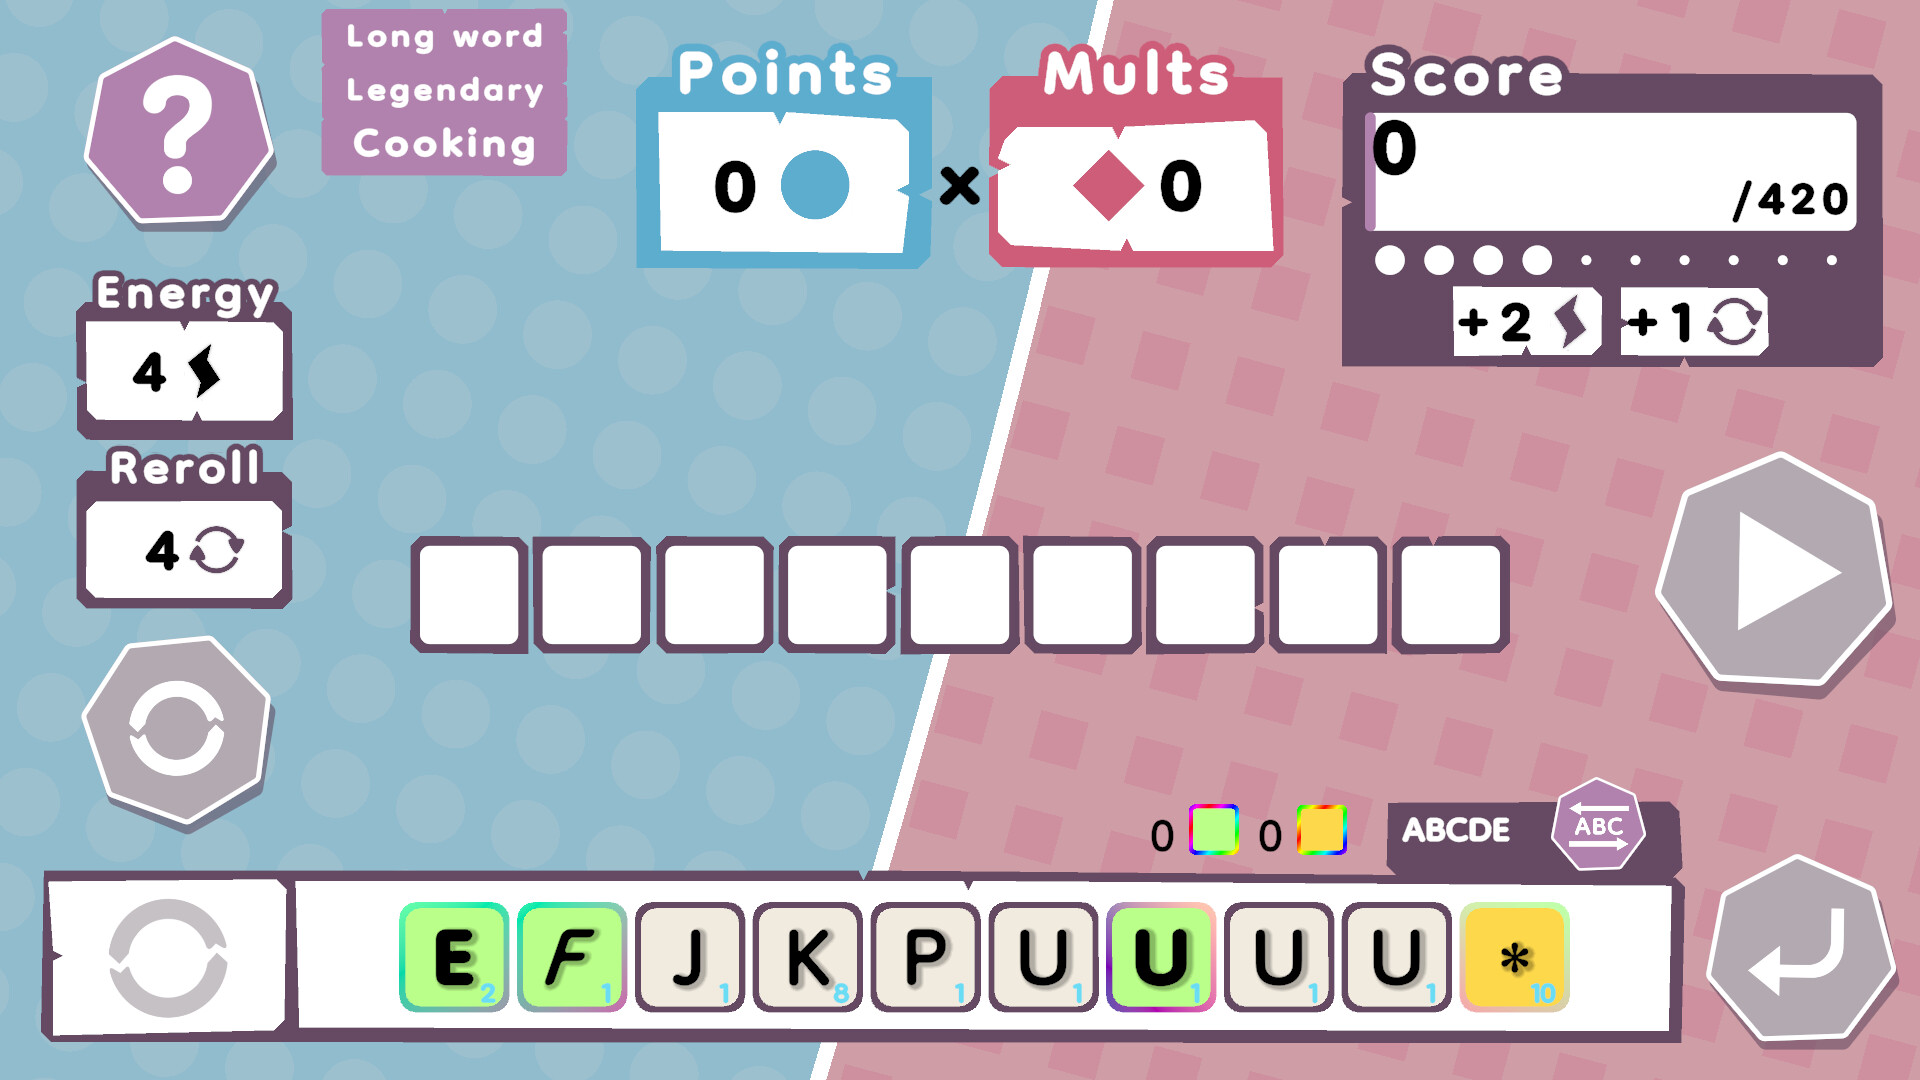 ?
Long word
Legendary
Cooking
Points
0
×
Mults
0
Score
0
/420
+2
+1
Energy
4
Reroll
4
0
0
ABCDE
ABC
E 2
F 1
J 1
K 8
P 1
U 1
U 1
U 1
U 1
* 10